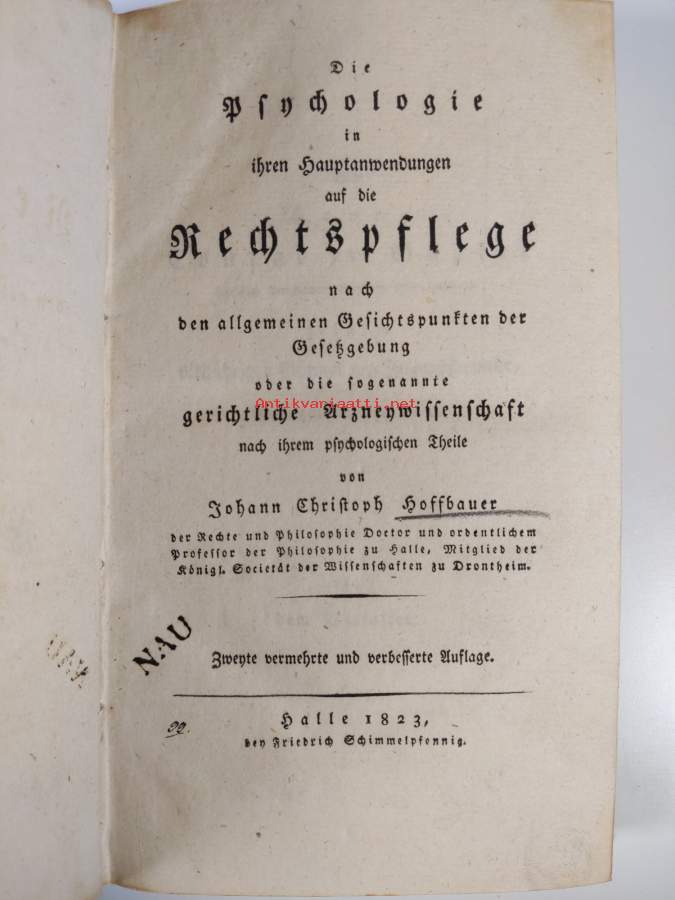 Die
Psychologie
in
ihren Hauptanwendungen
auf die
Rechtspflege
nach
den allgemeinen Gesichtspunkten der
Gesetzgebung
oder die sogenannte
Antikvariaatti.net
gerichtliche Arzneywissenschaft
nach ihrem psychologischen Theile
von
Johann Christoph Hoffbauer
der Rechte und Philosophie Doctor und ordentlichem
Professor der Philosophie zu Halle, Mitglied der
Königl. Societät der Wissenschaften zu Drontheim.
NAU
Zweyte vermehrte und verbesserte Auflage.
Halle 1823,
bey Friedrich Schimmelpfennig.